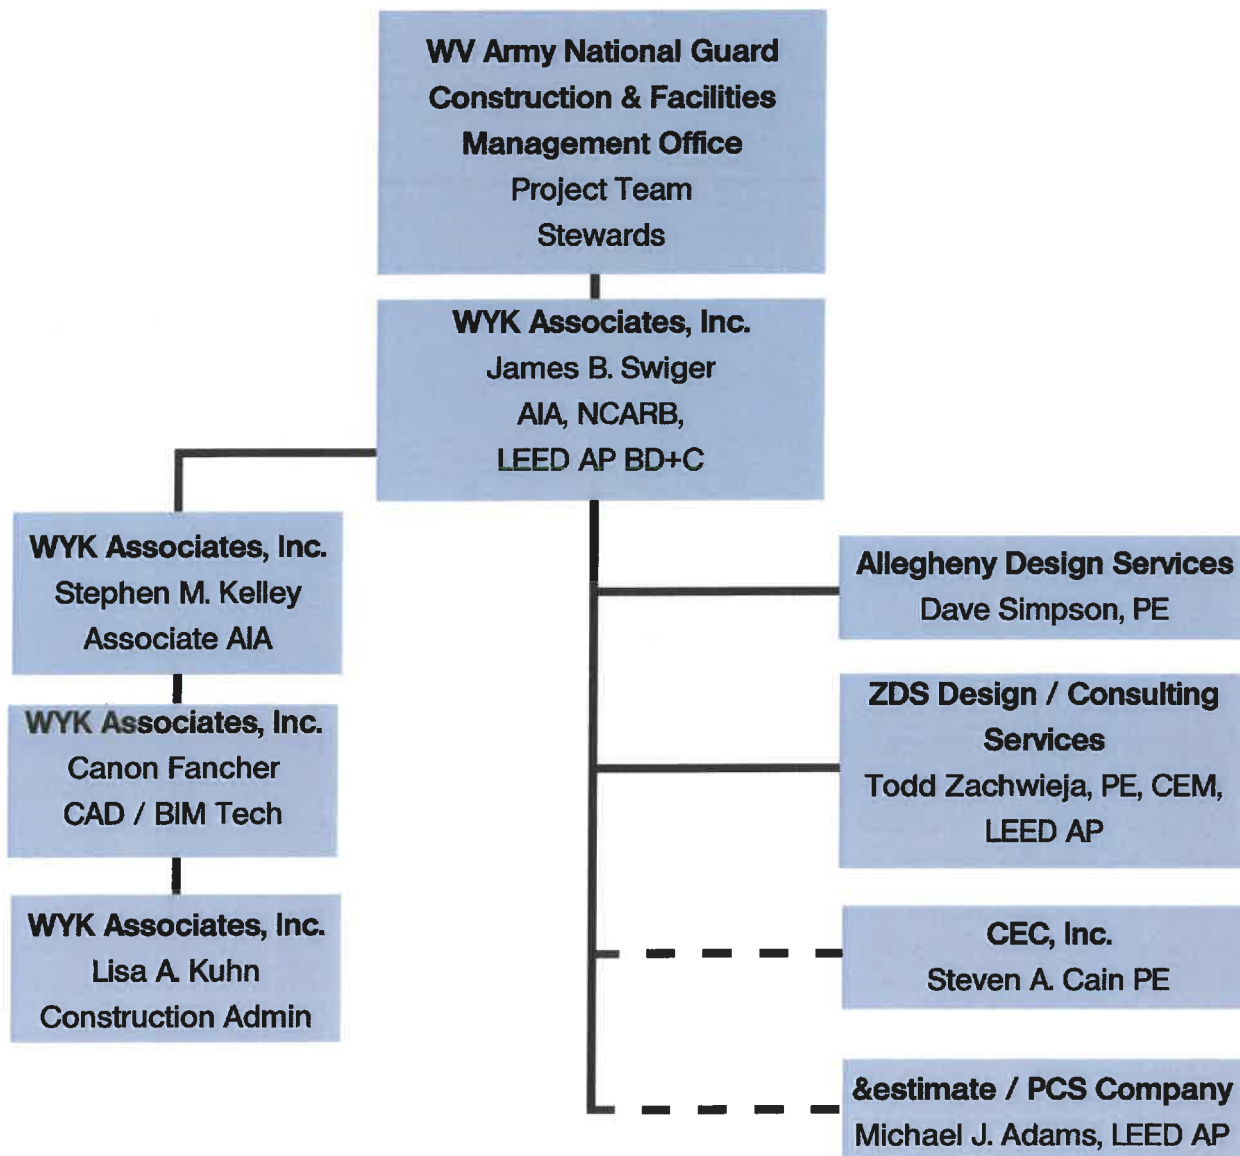 WV Army National Guard
Construction & Facilities
Management Office
Project Team
Stewards
WYK Associates, Inc.
James B. Swiger
AIA, NCARB,
LEED AP BD+C
WYK Associates, Inc.
Stephen M. Kelley
Associate AIA
WYK Associates, Inc.
Canon Fancher
CAD / BIM Tech
WYK Associates, Inc.
Lisa A. Kuhn
Construction Admin
Allegheny Design Services
Dave Simpson, PE
ZDS Design / Consulting
Services
Todd Zachwieja, PE, CEM,
LEED AP
CEC, Inc.
Steven A. Cain PE
&estimate / PCS Company
Michael J. Adams, LEED AP